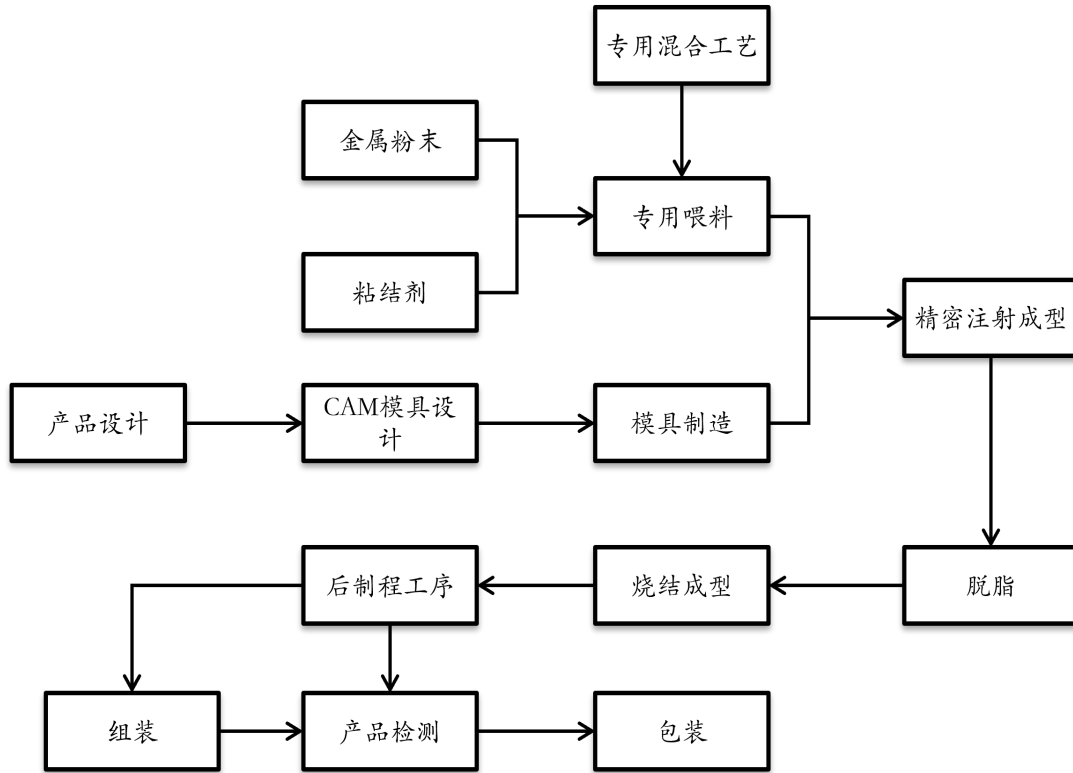 专用混合工艺
金属粉末
专用喂料
粘结剂
精密注射成型
产品设计
CAM模具设
计
模具制造
后制程工序
烧结成型
脱脂
组装
产品检测
包装